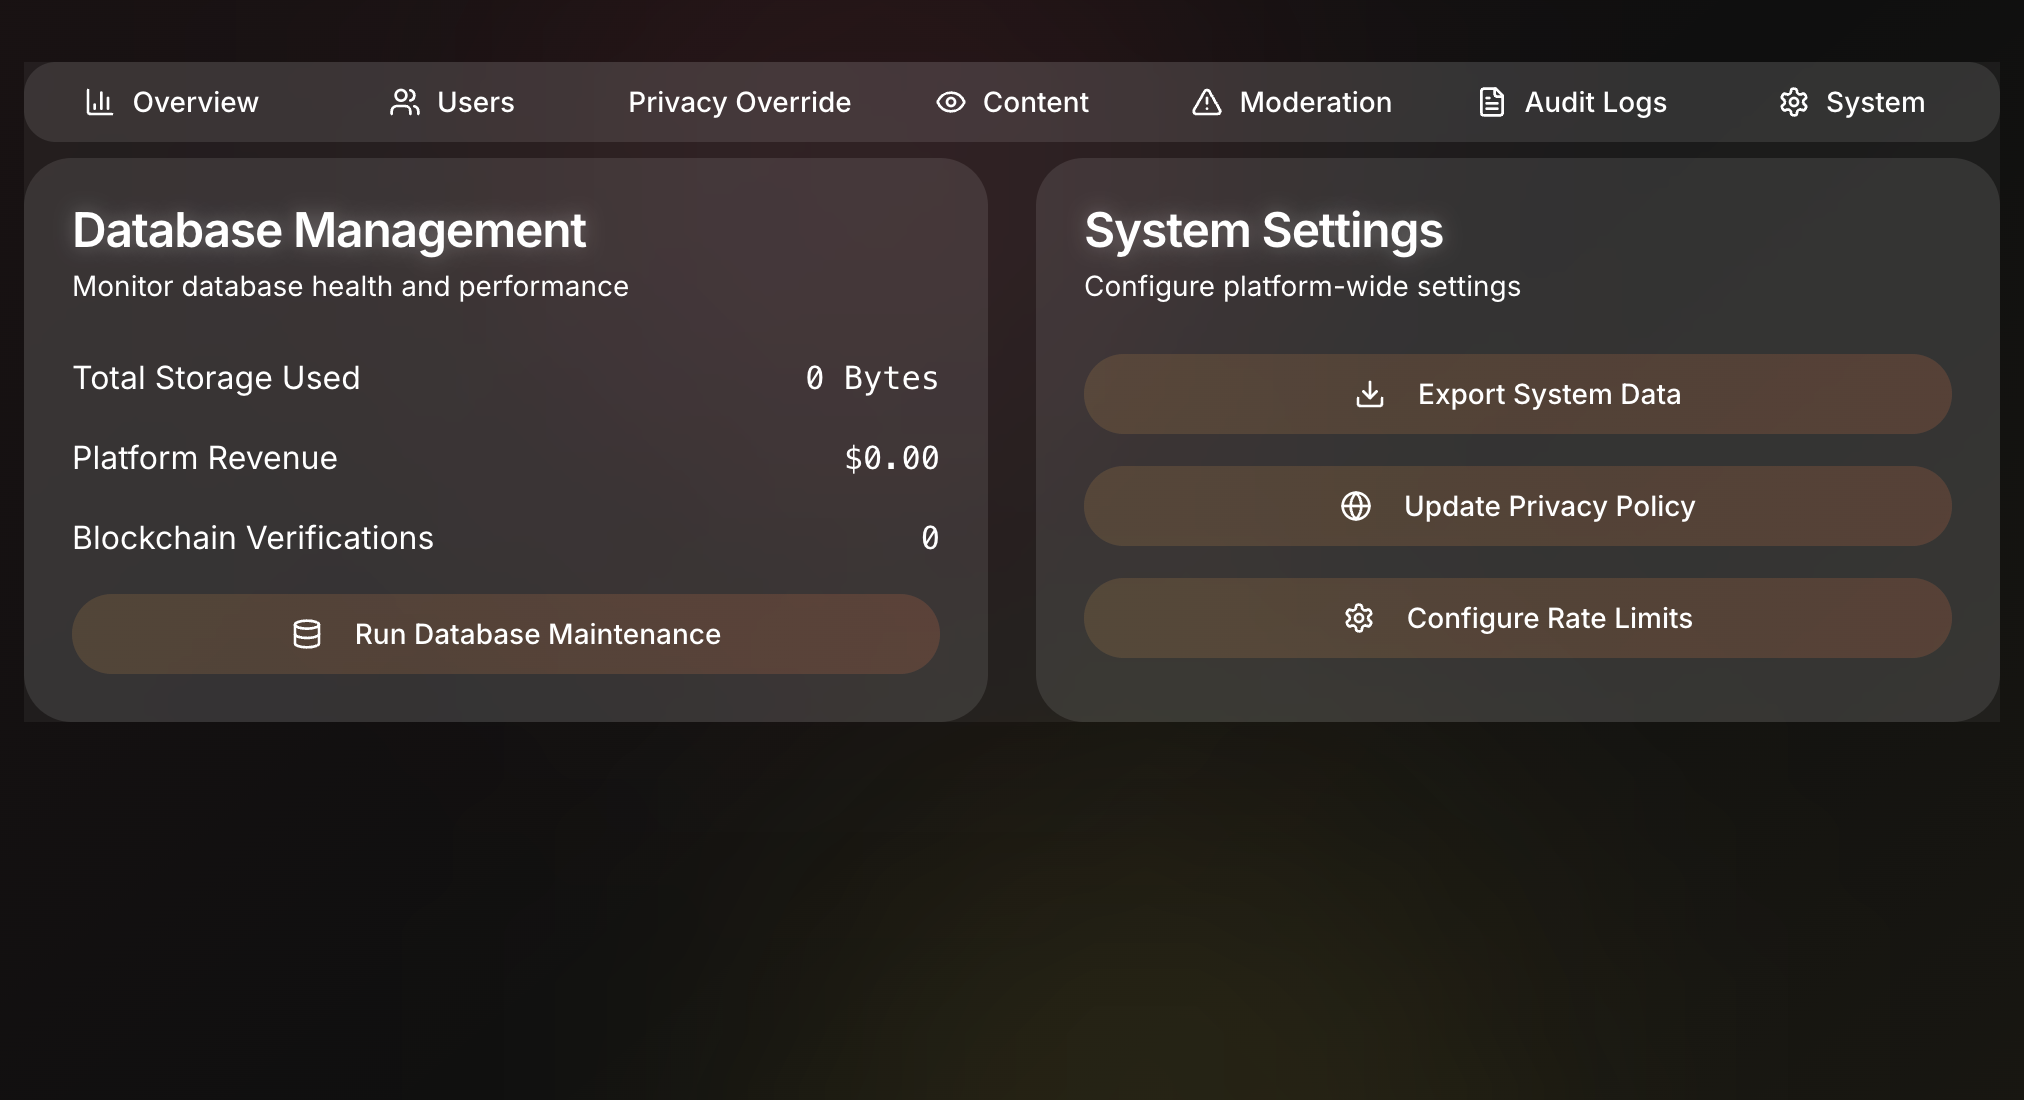 Overview
Users
Privacy Override
Content
Moderation
Audit Logs
System
Database Management
Monitor database health and performance
Total Storage Used 0 Bytes
Platform Revenue $0.00
Blockchain Verifications 0
Run Database Maintenance
System Settings
Configure platform-wide settings
Export System Data
Update Privacy Policy
Configure Rate Limits